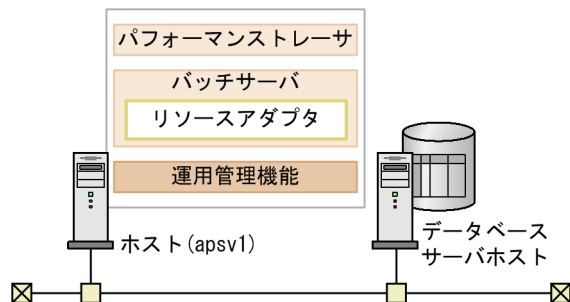 パフォーマンストレーサ
バッチサーバ
リソースアダプタ
運用管理機能
ホスト(apsv1)
データベース
サーバホスト